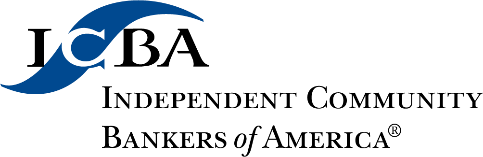 ICBA
INDEPENDENT COMMUNITY
BANKERS of AMERICA®